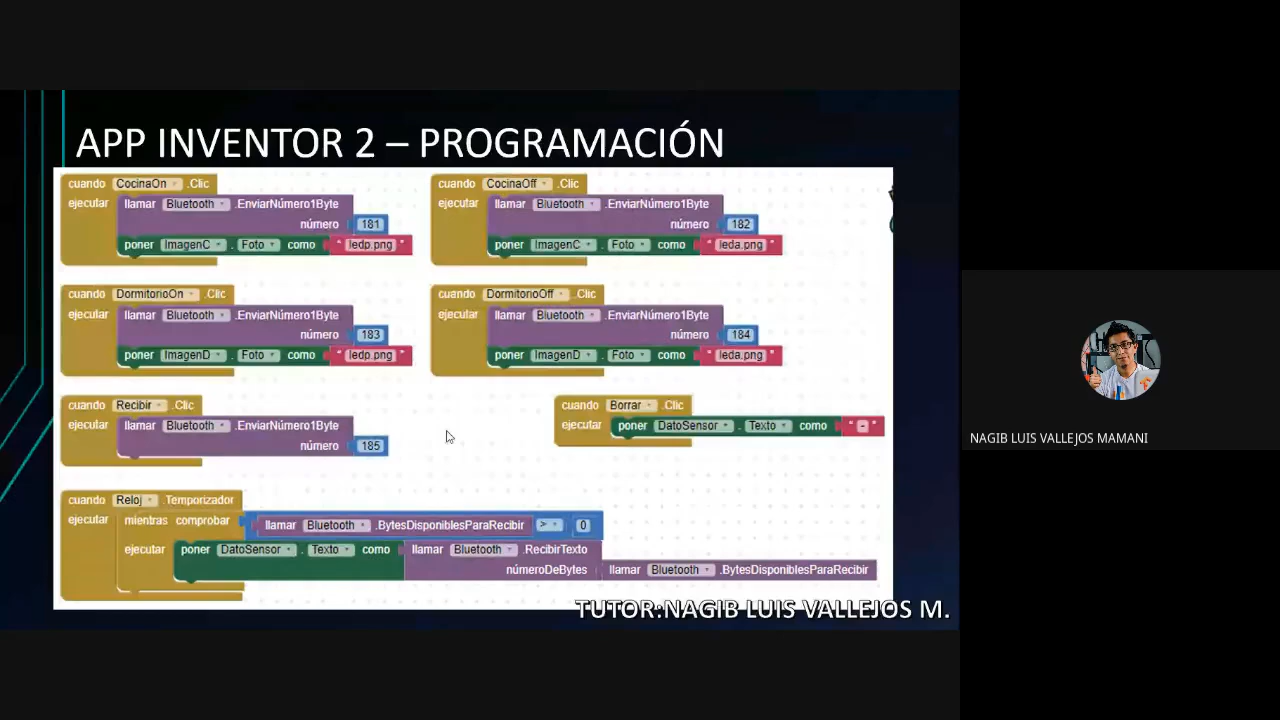 APP INVENTOR 2 – PROGRAMACIÓN
cuando CocinaOn .Clic
ejecutar llamar Bluetooth .EnviarNúmero1Byte
número 181
poner ImagenC . Foto como " ledp.png "
cuando CocinaOff .Clic
ejecutar llamar Bluetooth .EnviarNúmero1Byte
número 182
poner ImagenC . Foto como " leda.png "
cuando DormitorioOn .Clic
ejecutar llamar Bluetooth .EnviarNúmero1Byte
número 183
poner ImagenD . Foto como " ledp.png "
cuando DormitorioOff .Clic
ejecutar llamar Bluetooth .EnviarNúmero1Byte
número 184
poner ImagenD . Foto como " leda.png "
cuando Recibir .Clic
ejecutar llamar Bluetooth .EnviarNúmero1Byte
número 185
cuando Borrar .Clic
ejecutar poner DatoSensor . Texto como " - "
cuando Reloj .Temporizador
ejecutar mientras comprobar llamar Bluetooth .BytesDisponiblesParaRecibir > 0
ejecutar poner DatoSensor . Texto como llamar Bluetooth .RecibirTexto
númeroDeBytes llamar Bluetooth .BytesDisponiblesParaRecibir
TUTOR:NAGIB LUIS VALLEJOS M.
NAGIB LUIS VALLEJOS MAMANI